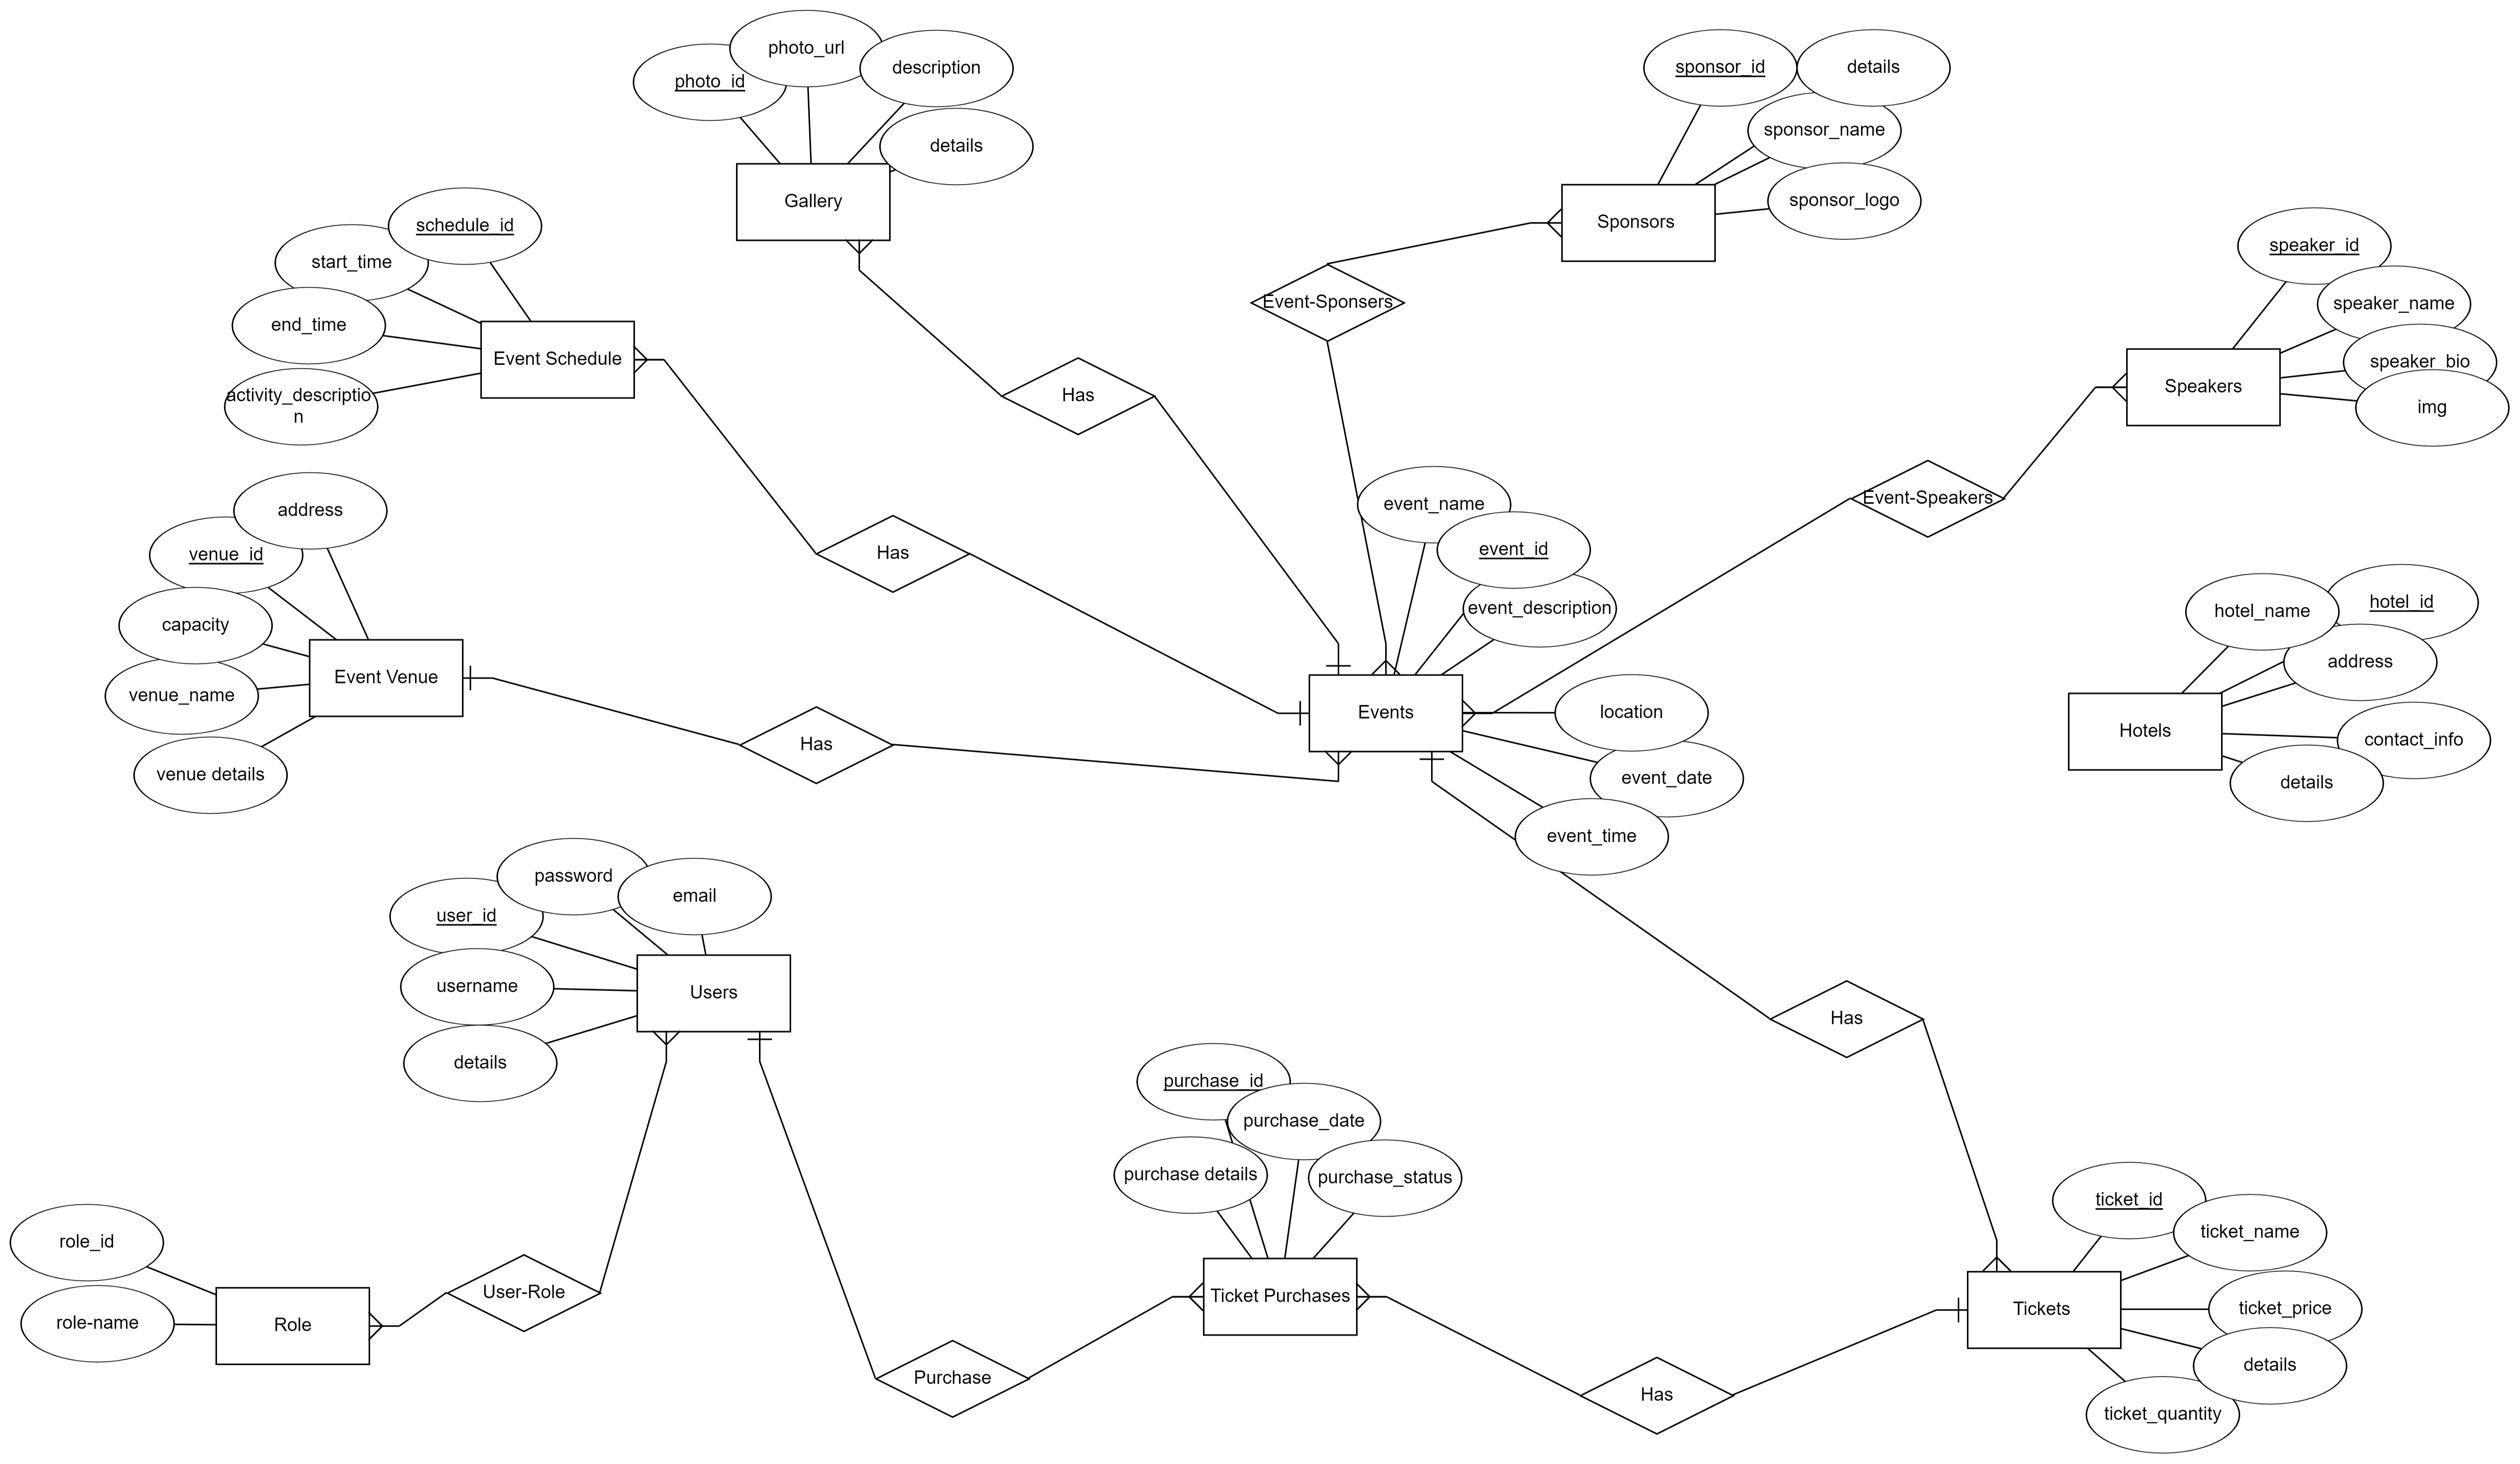 photo_url
description
photo_id
details
Gallery
sponsor_id
details
sponsor_name
sponsor_logo
Sponsors
schedule_id
start_time
end_time
activity_descriptio
n
Event Schedule
Event-Sponsers
speaker_id
speaker_name
speaker_bio
img
Speakers
Has
Event-Speakers
address
venue_id
capacity
venue_name
venue details
Event Venue
Has
Has
event_name
event_id
event_description
Events
location
event_date
event_time
hotel_name
hotel_id
address
contact_info
details
Hotels
password
email
user_id
username
details
Users
Has
purchase_id
purchase_date
purchase details
purchase_status
Ticket Purchases
role_id
role-name
Role
User-Role
Purchase
Has
ticket_id
ticket_name
ticket_price
details
ticket_quantity
Tickets